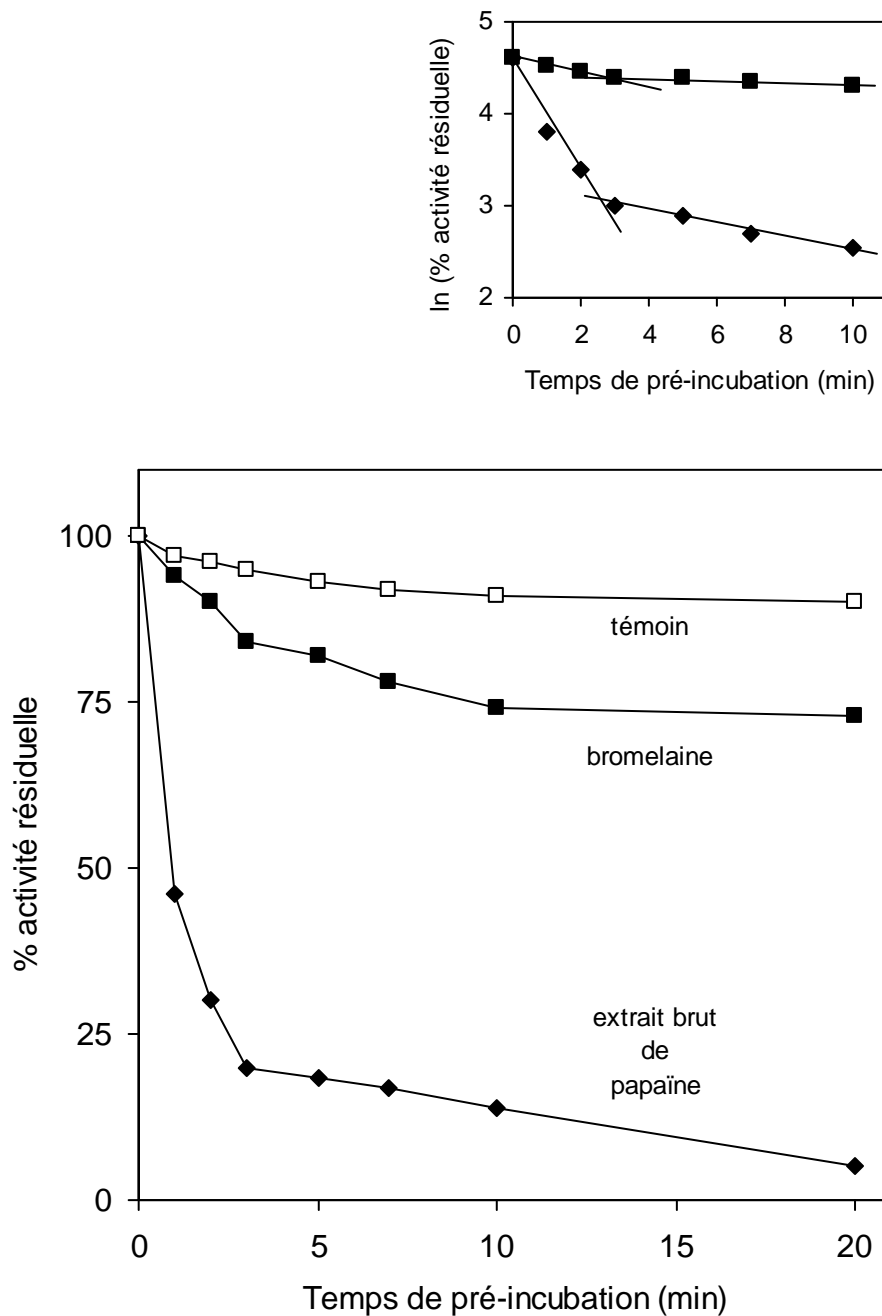 5
4
3
2
ln (% activité résiduelle)
0 2 4 6 8 10
Temps de pré-incubation (min)
100
75
50
25
0
% activité résiduelle
témoin
bromelaine
extrait brut
de
papaïne
0 5 10 15 20
Temps de pré-incubation (min)